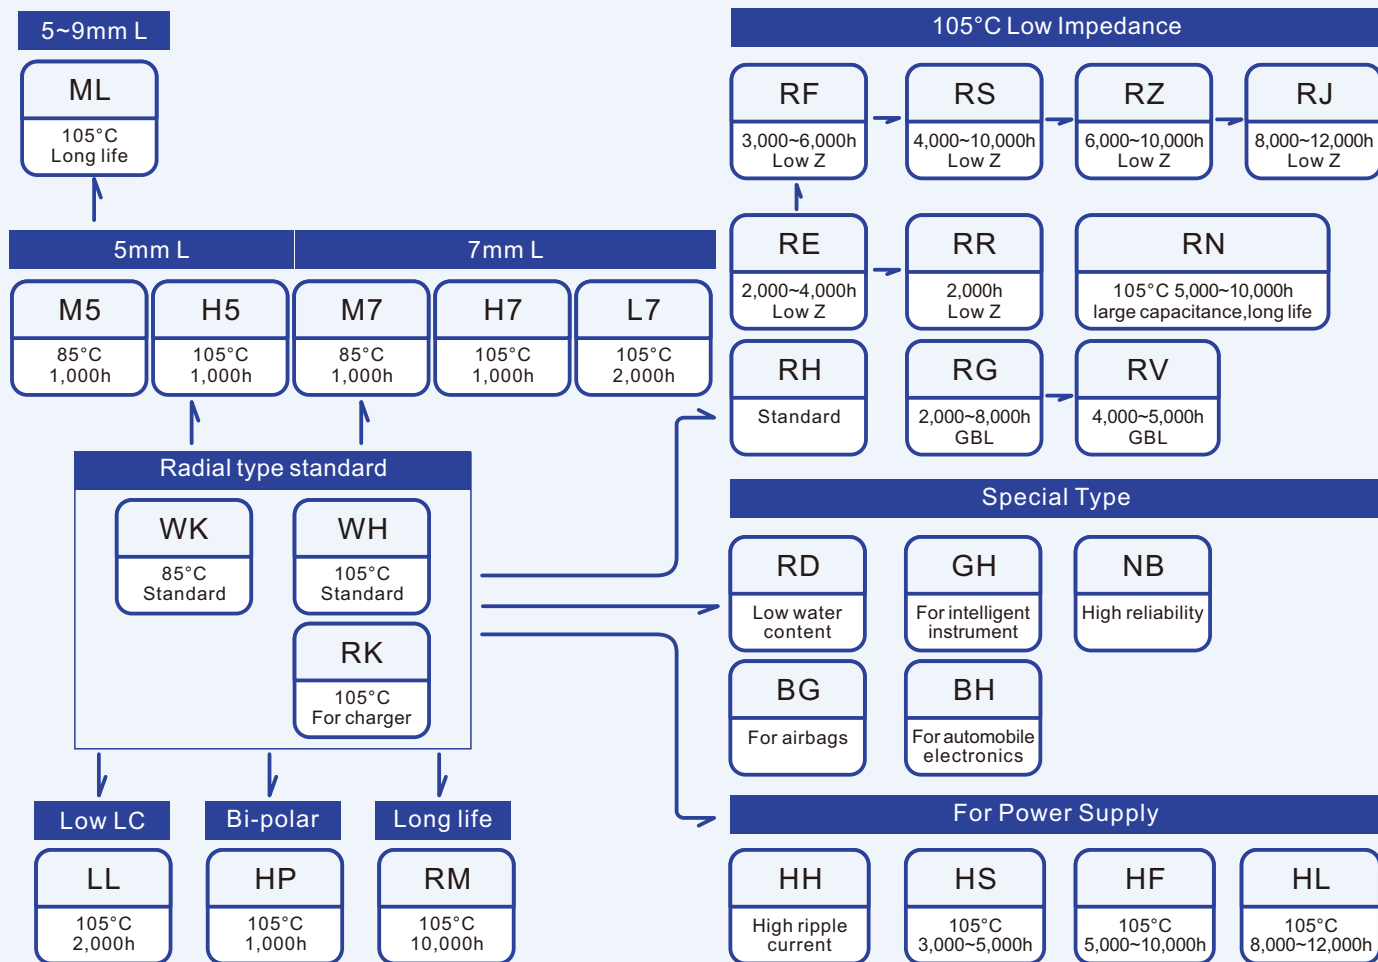 5~9mm L
ML
105°C
Long life
5mm L
7mm L
M5
85°C
1,000h
H5
105°C
1,000h
M7
85°C
1,000h
H7
105°C
1,000h
L7
105°C
2,000h
Radial type standard
WK
85°C
Standard
WH
105°C
Standard
RK
105°C
For charger
Low LC
LL
105°C
2,000h
Bi-polar
HP
105°C
1,000h
Long life
RM
105°C
10,000h
105°C Low Impedance
RF
3,000~6,000h
Low Z
RS
4,000~10,000h
Low Z
RZ
6,000~10,000h
Low Z
RJ
8,000~12,000h
Low Z
RE
2,000~4,000h
Low Z
RR
2,000h
Low Z
RN
105°C 5,000~10,000h
large capacitance,long life
RH
Standard
RG
2,000~8,000h
GBL
RV
4,000~5,000h
GBL
Special Type
RD
Low water
content
GH
For intelligent
instrument
NB
High reliability
BG
For airbags
BH
For automobile
electronics
For Power Supply
HH
High ripple
current
HS
105°C
3,000~5,000h
HF
105°C
5,000~10,000h
HL
105°C
8,000~12,000h